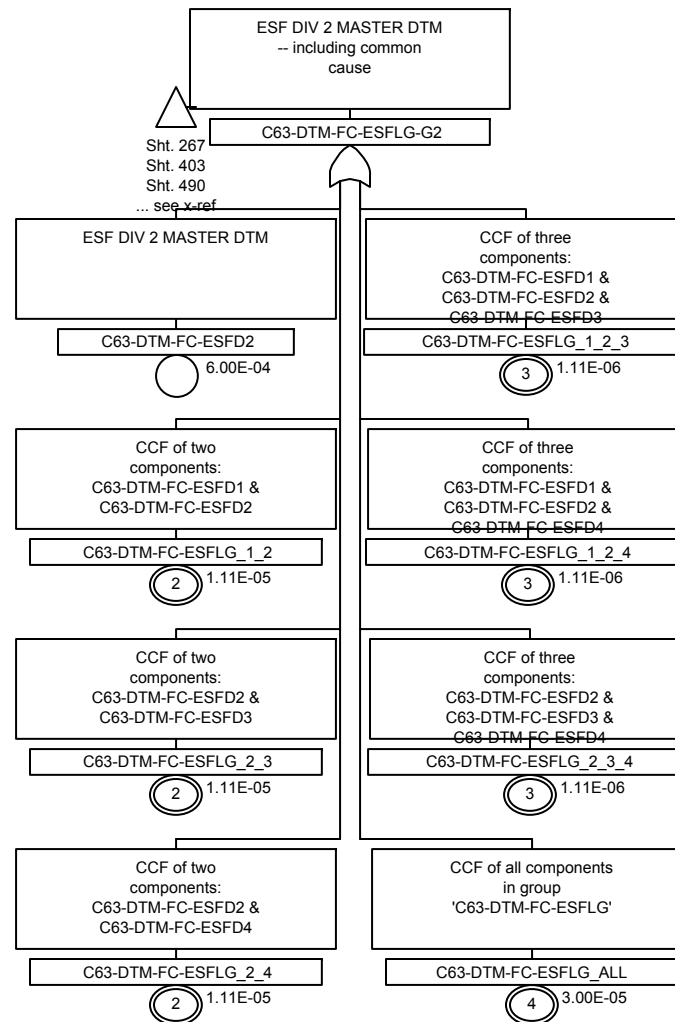 ESF DIV 2 MASTER DTM
-- including common
cause
C63-DTM-FC-ESFLG-G2
Sht. 267
Sht. 403
Sht. 490
... see x-ref
ESF DIV 2 MASTER DTM
C63-DTM-FC-ESFD2
6.00E-04
CCF of three
components:
C63-DTM-FC-ESFD1 &
C63-DTM-FC-ESFD2 &
C63-DTM-FC-ESFD3
C63-DTM-FC-ESFLG_1_2_3
3
1.11E-06
CCF of two
components:
C63-DTM-FC-ESFD1 &
C63-DTM-FC-ESFD2
C63-DTM-FC-ESFLG_1_2
2
1.11E-05
CCF of three
components:
C63-DTM-FC-ESFD1 &
C63-DTM-FC-ESFD2 &
C63-DTM-FC-ESFD4
C63-DTM-FC-ESFLG_1_2_4
3
1.11E-06
CCF of two
components:
C63-DTM-FC-ESFD2 &
C63-DTM-FC-ESFD3
C63-DTM-FC-ESFLG_2_3
2
1.11E-05
CCF of three
components:
C63-DTM-FC-ESFD2 &
C63-DTM-FC-ESFD3 &
C63-DTM-FC-ESFD4
C63-DTM-FC-ESFLG_2_3_4
3
1.11E-06
CCF of two
components:
C63-DTM-FC-ESFD2 &
C63-DTM-FC-ESFD4
C63-DTM-FC-ESFLG_2_4
2
1.11E-05
CCF of all components
in group
'C63-DTM-FC-ESFLG'
C63-DTM-FC-ESFLG_ALL
4
3.00E-05